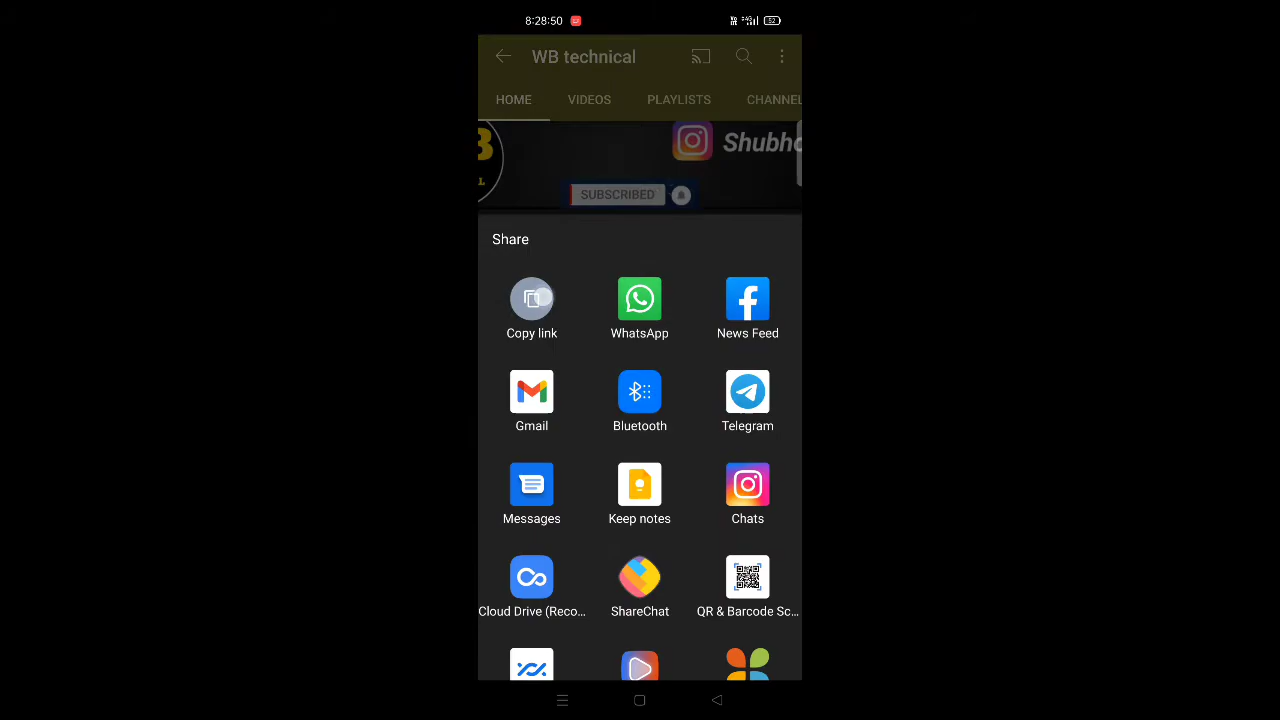 8:28:50
WB technical
HOME VIDEOS PLAYLISTS CHANNEL
Shubho
SUBSCRIBED
Share
Copy link WhatsApp News Feed
Gmail Bluetooth Telegram
Messages Keep notes Chats
Cloud Drive (Reco... ShareChat QR & Barcode Sc...